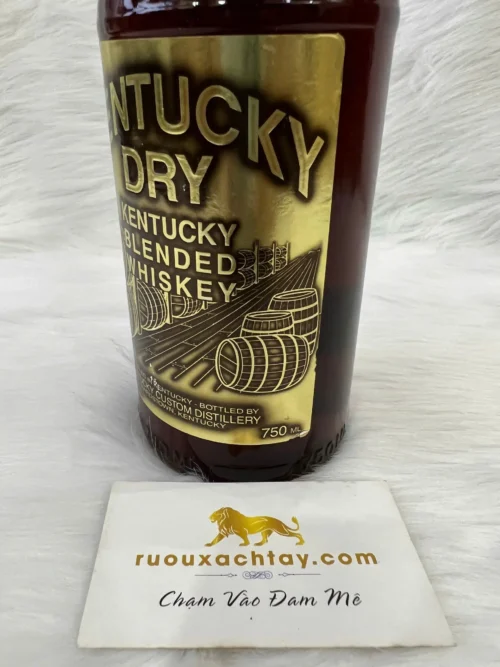 NTUCKY
DRY
KENTUCKY
BLENDED
WHISKEY
KENTUCKY - BOTTLED BY
CUSTOM DISTILLERY
KENTUCKY
750 ML
ruouxachtay.com
Chạm Vào Đam Mê